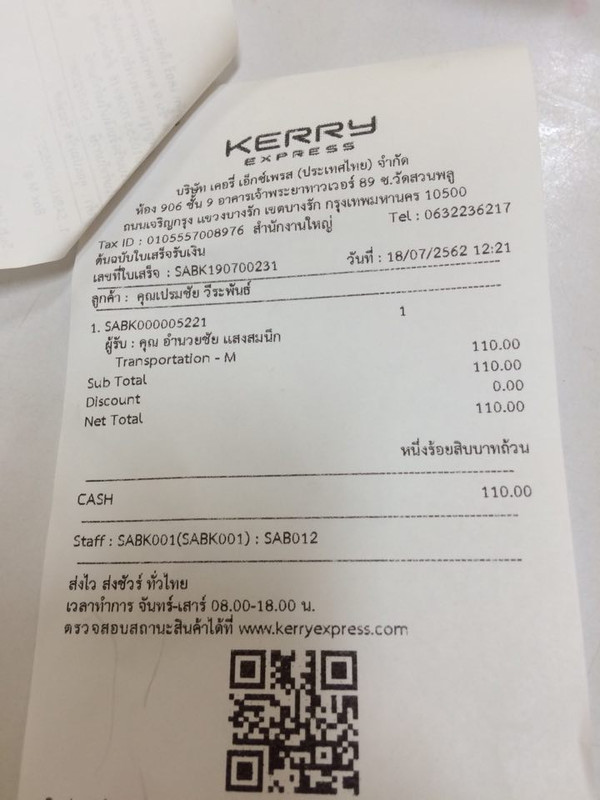 KERRY
EXPRESS
บริษัท เคอรี่ เอ็กซ์เพรส (ประเทศไทย) จำกัด
ห้อง 906 ชั้น 9 อาคารเจ้าพระยาทาวเวอร์ 89 ซ.วัดสวนพลู
ถนนเจริญกรุง แขวงบางรัก เขตบางรัก กรุงเทพมหานคร 10500
Tax ID : 0105557008976 สำนักงานใหญ่ Tel : 0632236217
ต้นฉบับใบเสร็จรับเงิน
เลขที่ใบเสร็จ : SABK190700231 วันที่ : 18/07/2562 12:21
ลูกค้า : คุณเปรมชัย วีระพันธ์
1. SABK000005221 1
ผู้รับ : คุณ อำนวยชัย แสงสมนึก
Transportation - M 110.00
Sub Total 110.00
Discount 0.00
Net Total 110.00
หนึ่งร้อยสิบบาทถ้วน
CASH 110.00
Staff : SABK001(SABK001) : SAB012
ส่งไว ส่งชัวร์ ทั่วไทย
เวลาทำการ จันทร์-เสาร์ 08.00-18.00 น.
ตรวจสอบสถานะสินค้าได้ที่ www.kerryexpress.com